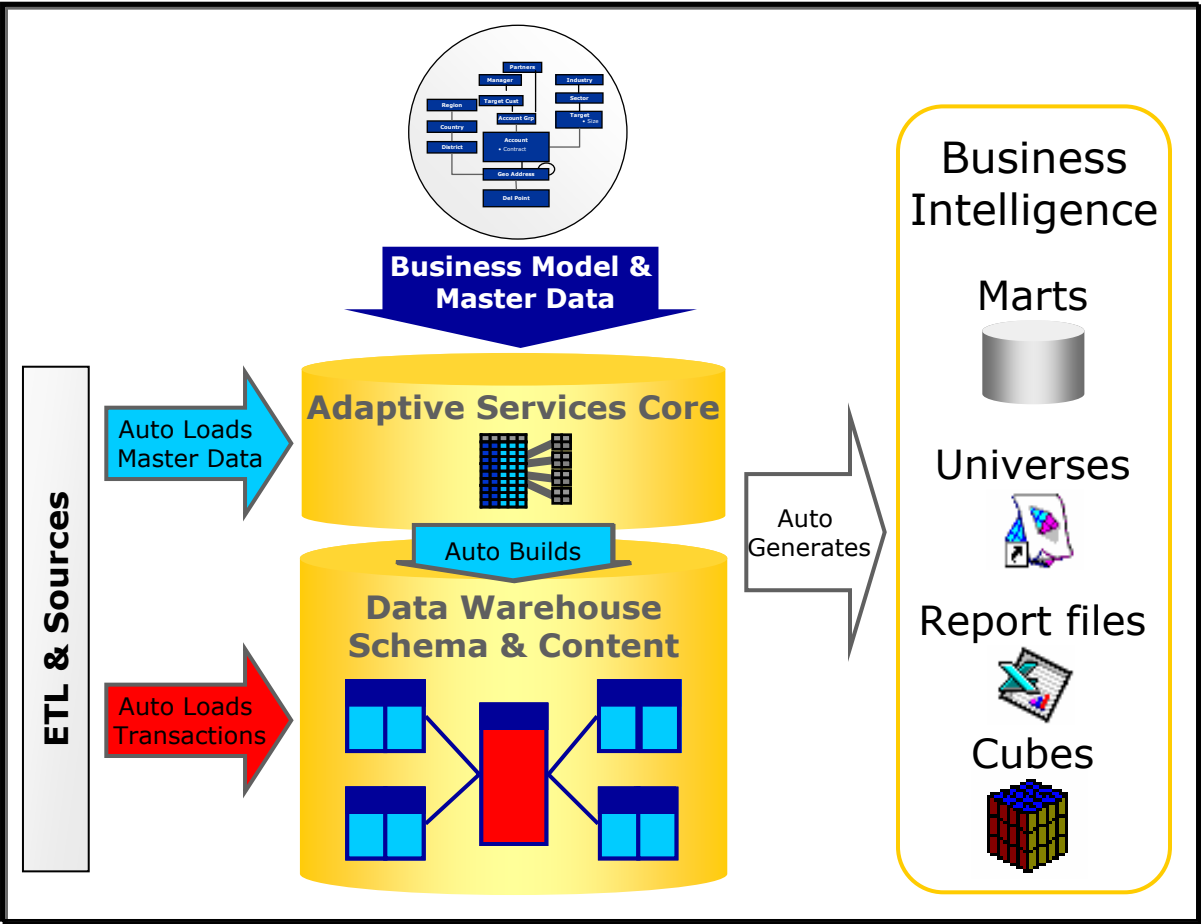 Partners
Manager
Industry
Target Cust
Sector
Region
Account Grp
Target
• Size
Country
Account
• Contract
District
Geo Address
Del Point
Business Model &
Master Data
ETL & Sources
Auto Loads
Master Data
Adaptive Services Core
Auto Builds
Auto Loads
Transactions
Data Warehouse
Schema & Content
Auto
Generates
Business
Intelligence
Marts
Universes
Report files
Cubes